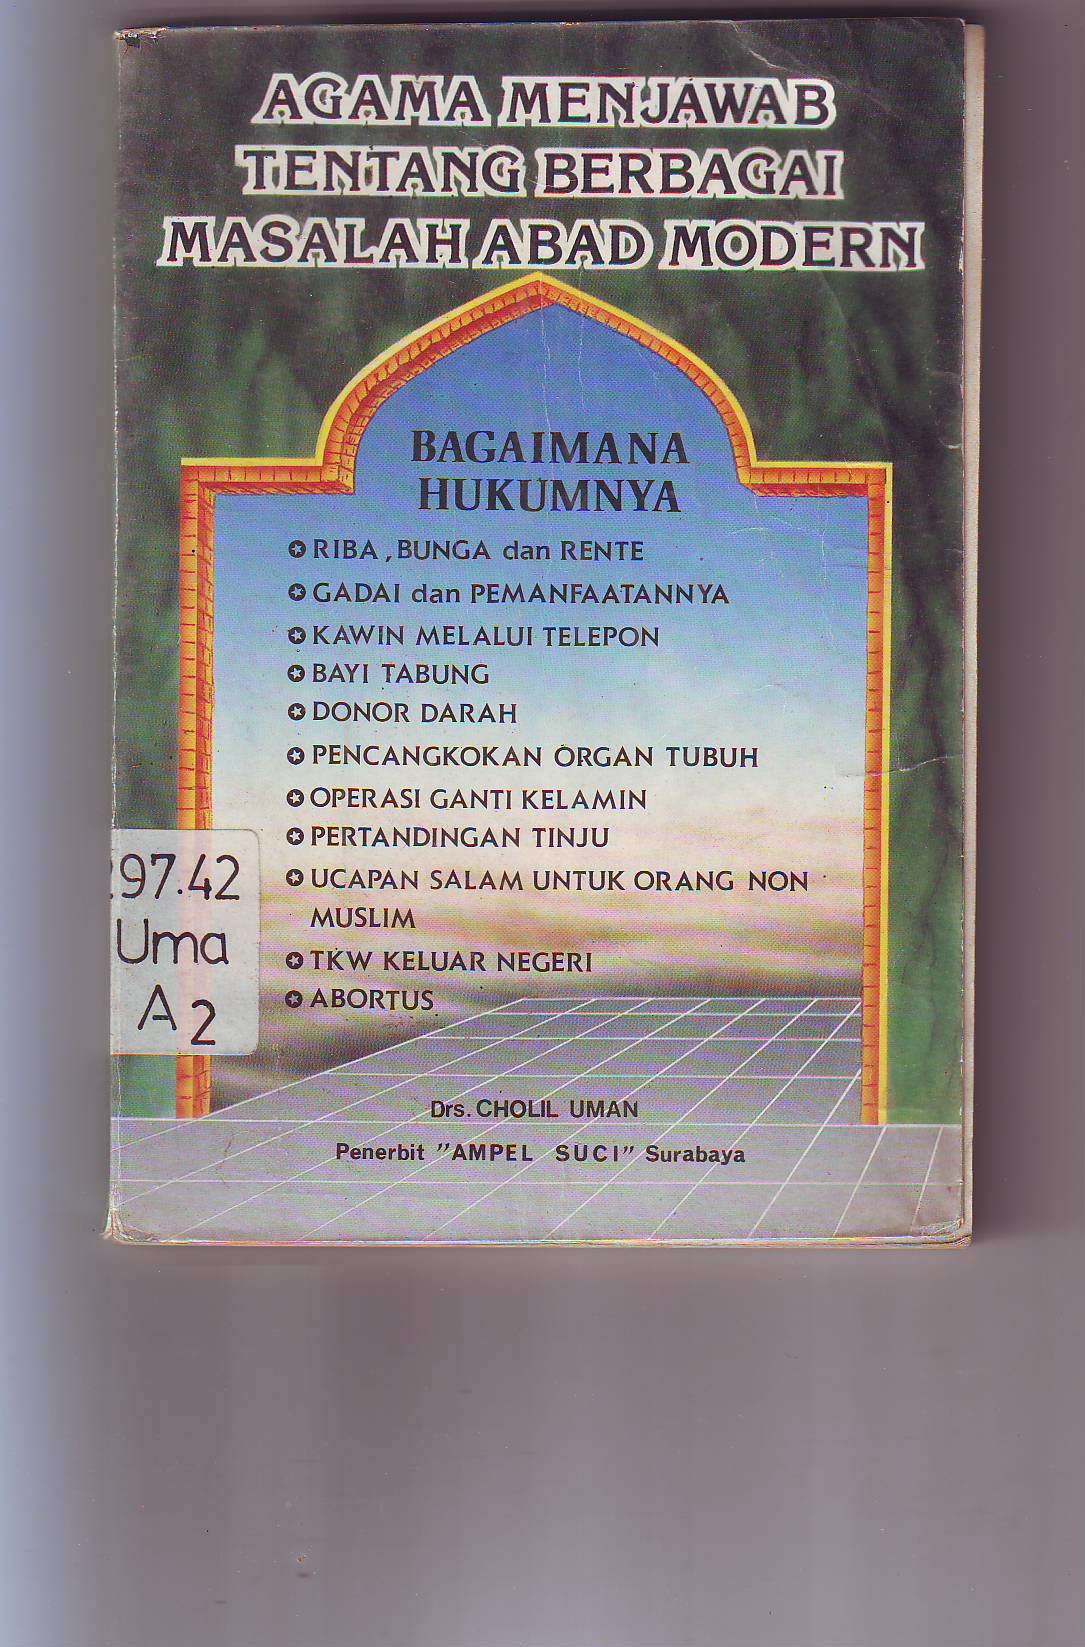 AGAMA MENJAWAB
TENTANG BERBAGAI
MASALAH ABAD MODERN
BAGAIMANA
HUKUMNYA
RIBA, BUNGA dan RENTE
GADAI dan PEMANFAATANNYA
KAWIN MELALUI TELEPON
BAYI TABUNG
DONOR DARAH
PENCANGKOKAN ORGAN TUBUH
OPERASI GANTI KELAMIN
PERTANDINGAN TINJU
UCAPAN SALAM UNTUK ORANG NON
MUSLIM
TKW KELUAR NEGERI
ABORTUS
297.42
Uma
A2
Drs. CHOLIL UMAN
Penerbit "AMPEL SUCI" Surabaya